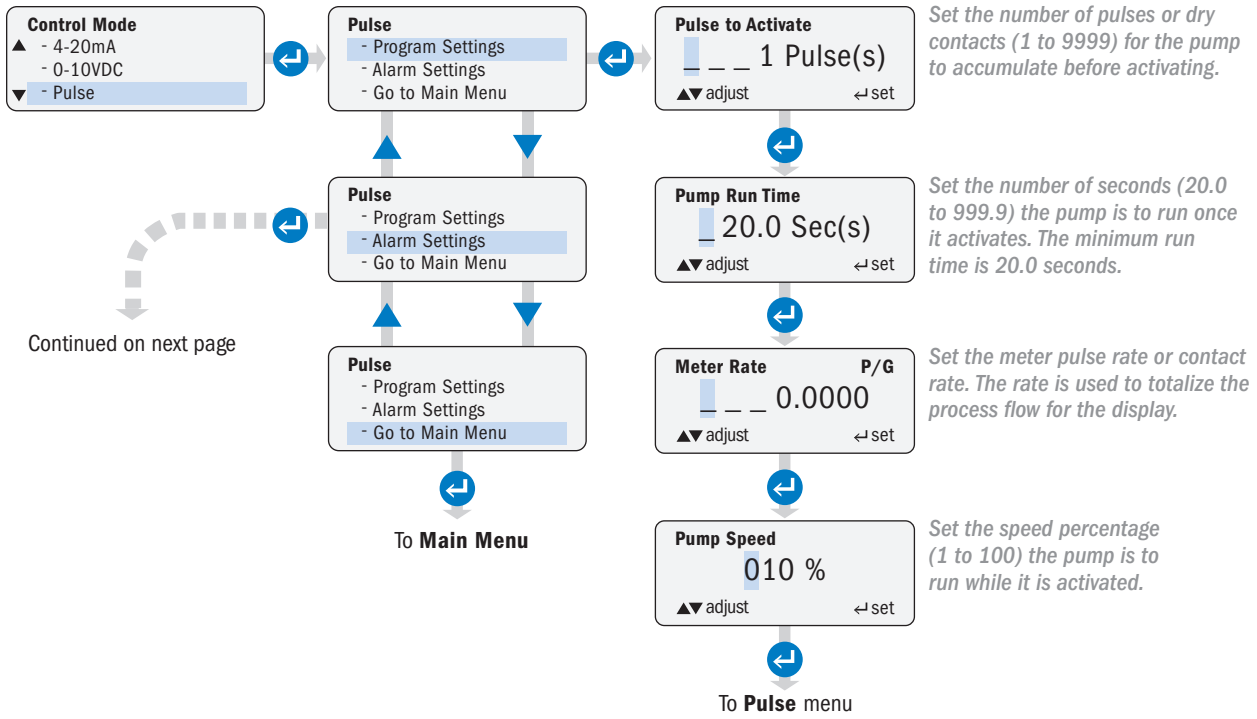 Control Mode
▲ - 4-20mA
- 0-10VDC
▼ - Pulse
Pulse
- Program Settings
- Alarm Settings
- Go to Main Menu
Pulse to Activate
_ _ _ 1 Pulse(s)
▲▼ adjust ↵ set
Set the number of pulses or dry
contacts (1 to 9999) for the pump
to accumulate before activating.
Pulse
- Program Settings
- Alarm Settings
- Go to Main Menu
Continued on next page
Pump Run Time
_ 20.0 Sec(s)
▲▼ adjust ↵ set
Set the number of seconds (20.0
to 999.9) the pump is to run once
it activates. The minimum run
time is 20.0 seconds.
Pulse
- Program Settings
- Alarm Settings
- Go to Main Menu
To Main Menu
Meter Rate P/G
_ _ _ 0.0000
▲▼ adjust ↵ set
Set the meter pulse rate or contact
rate. The rate is used to totalize the
process flow for the display.
Pump Speed
010 %
▲▼ adjust ↵ set
Set the speed percentage
(1 to 100) the pump is to
run while it is activated.
To Pulse menu